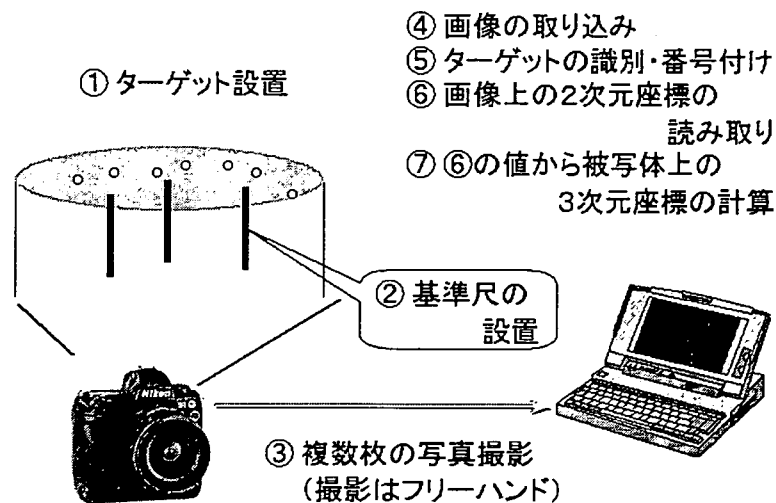 ① ターゲット設置
④ 画像の取り込み
⑤ ターゲットの識別・番号付け
⑥ 画像上の2次元座標の
読み取り
⑦ ⑥の値から被写体上の
3次元座標の計算
② 基準尺の
設置
③ 複数枚の写真撮影
(撮影はフリーハンド)
Nikon